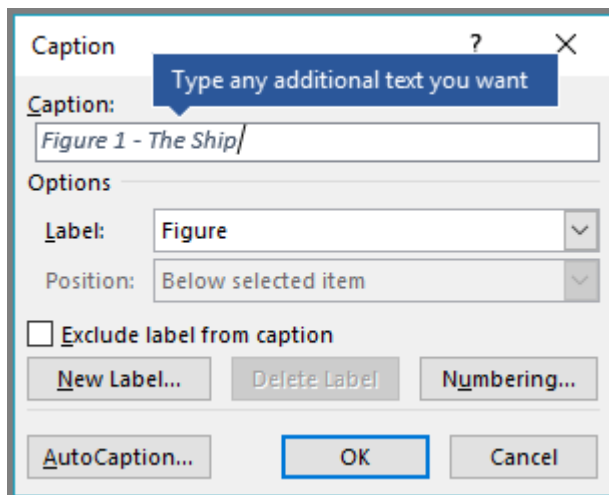 Caption ? X
Type any additional text you want
Caption:
Figure 1 - The Ship
Options
Label: Figure
Position: Below selected item
Exclude label from caption
New Label... Delete Label Numbering...
AutoCaption... OK Cancel